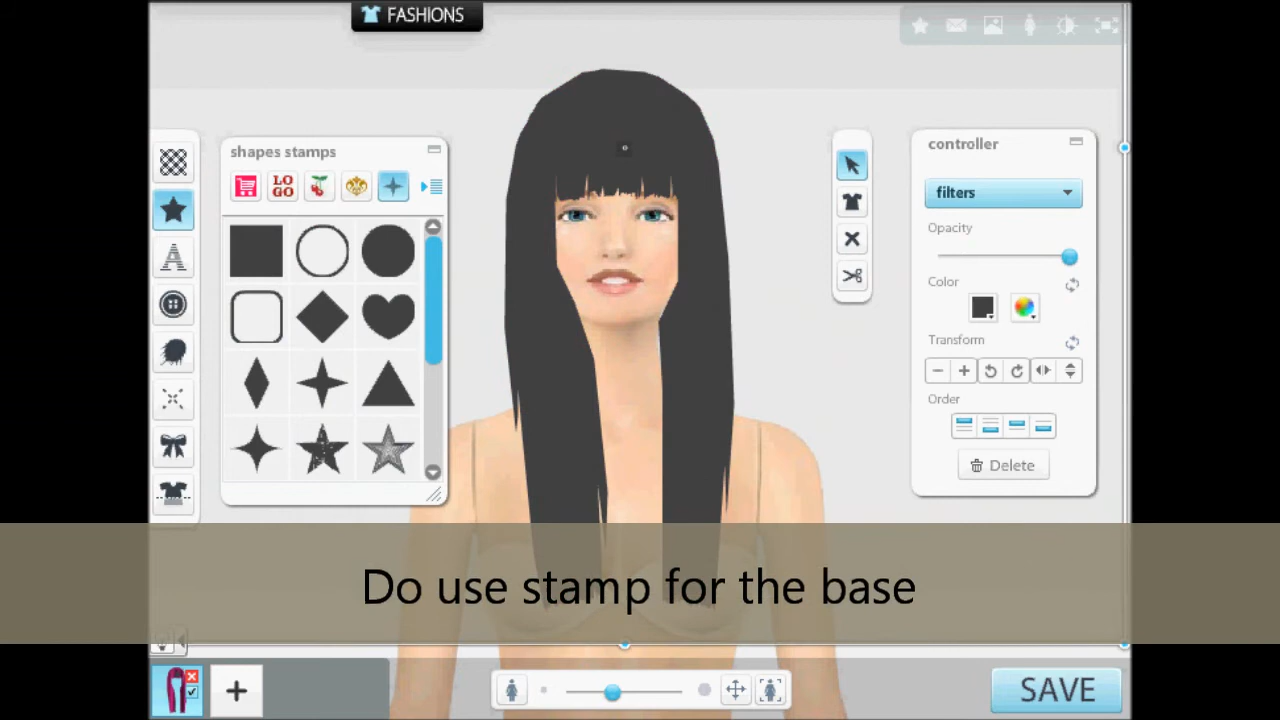 FASHIONS
shapes stamps
LO
GO
controller
filters
Opacity
Color
Transform
Order
Delete
Do use stamp for the base
SAVE